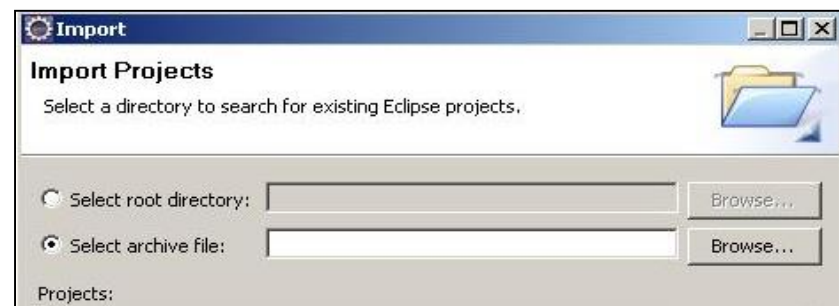 Import
Import Projects
Select a directory to search for existing Eclipse projects.
Select root directory: Browse...
Select archive file: Browse...
Projects: